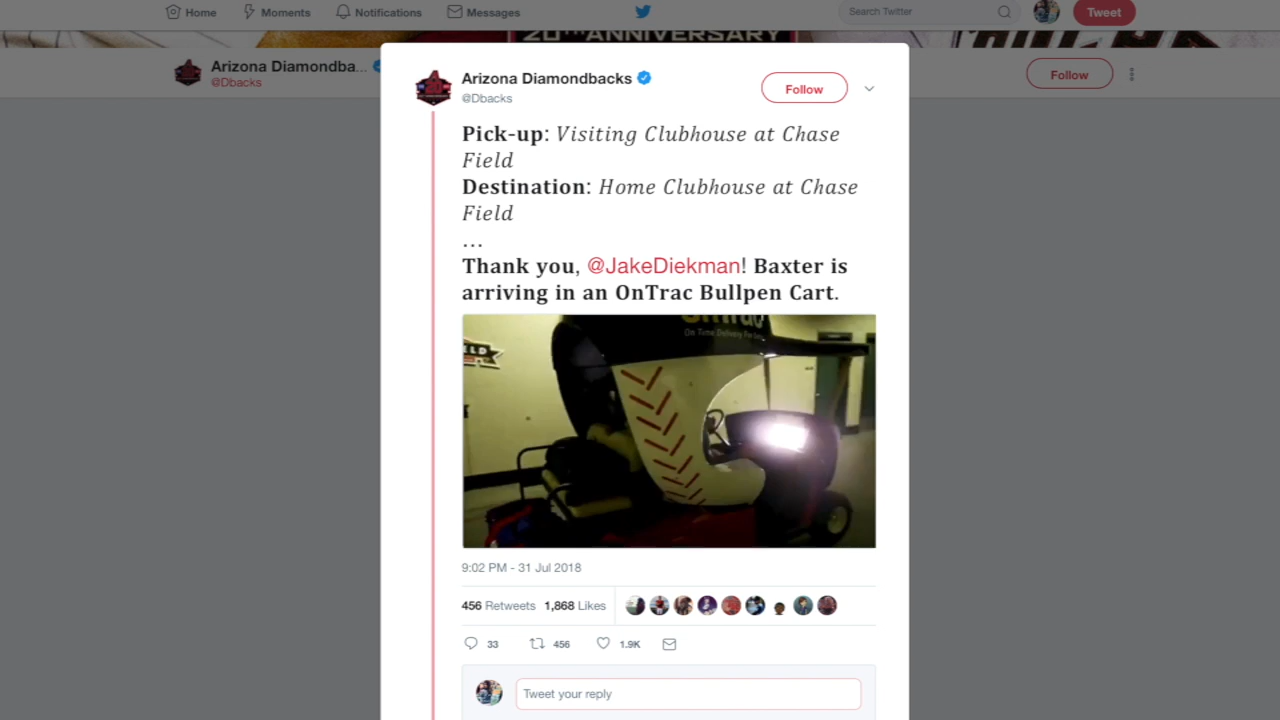 Home
Moments
Notifications
Messages
Search Twitter
Tweet
20TH ANNIVERSARY
Arizona Diamondba...
@Dbacks
Follow
Arizona Diamondbacks
@Dbacks
Follow
Pick-up: Visiting Clubhouse at Chase
Field
Destination: Home Clubhouse at Chase
Field
...
Thank you, @JakeDiekman! Baxter is
arriving in an OnTrac Bullpen Cart.
OnTrac
On Time Delivery
9:02 PM - 31 Jul 2018
456 Retweets 1,868 Likes
33
456
1.9K
Tweet your reply